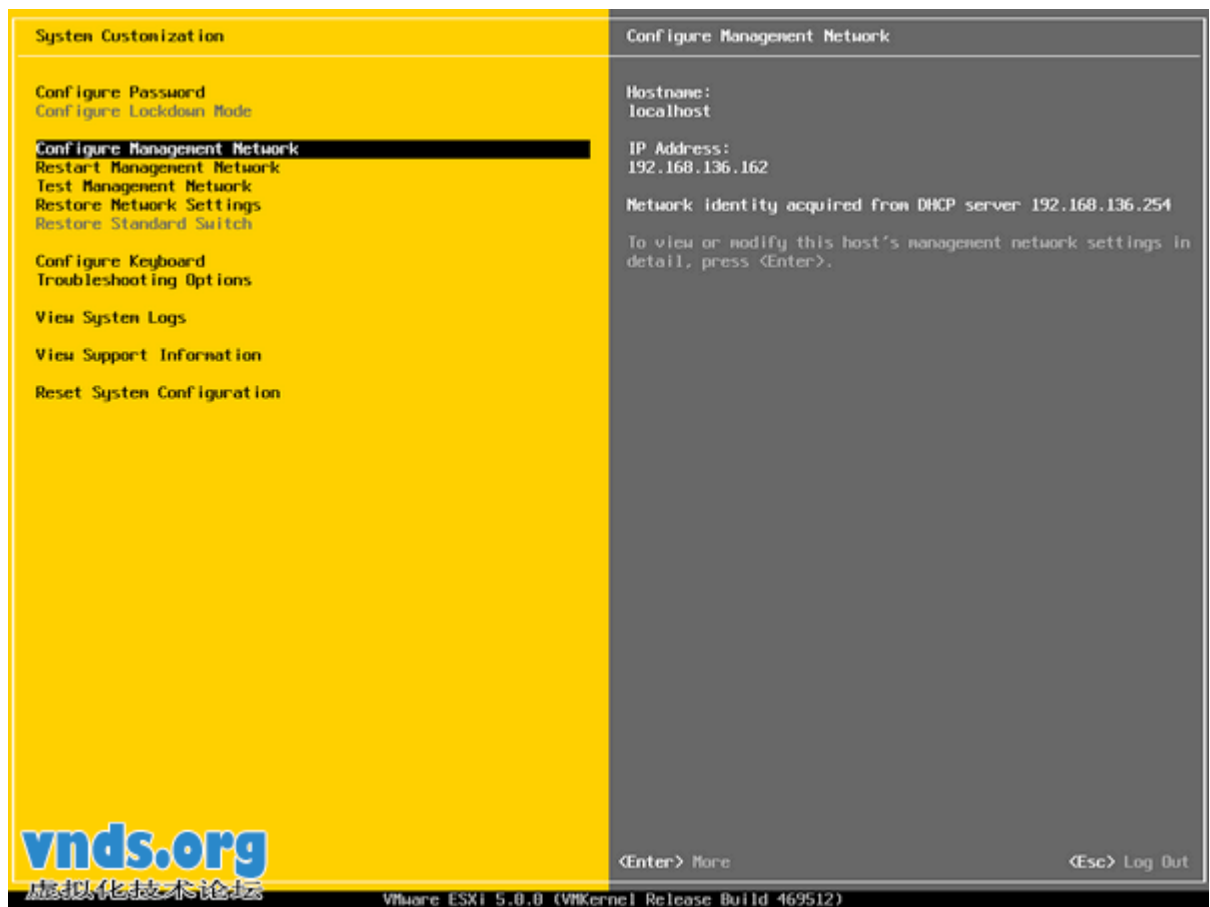 System Customization
Configure Password
Configure Lockdown Mode
Configure Management Network
Restart Management Network
Test Management Network
Restore Network Settings
Restore Standard Switch
Configure Keyboard
Troubleshooting Options
View System Logs
View Support Information
Reset System Configuration
Configure Management Network
Hostname:
localhost
IP Address:
192.168.136.162
Network identity acquired from DHCP server 192.168.136.254
To view or modify this host's management network settings in
detail, press <Enter>.
<Enter> More
<Esc> Log Out
vnds.org
虚拟化技术论坛
VMware ESXi 5.0.0 (VMKernel Release Build 469512)